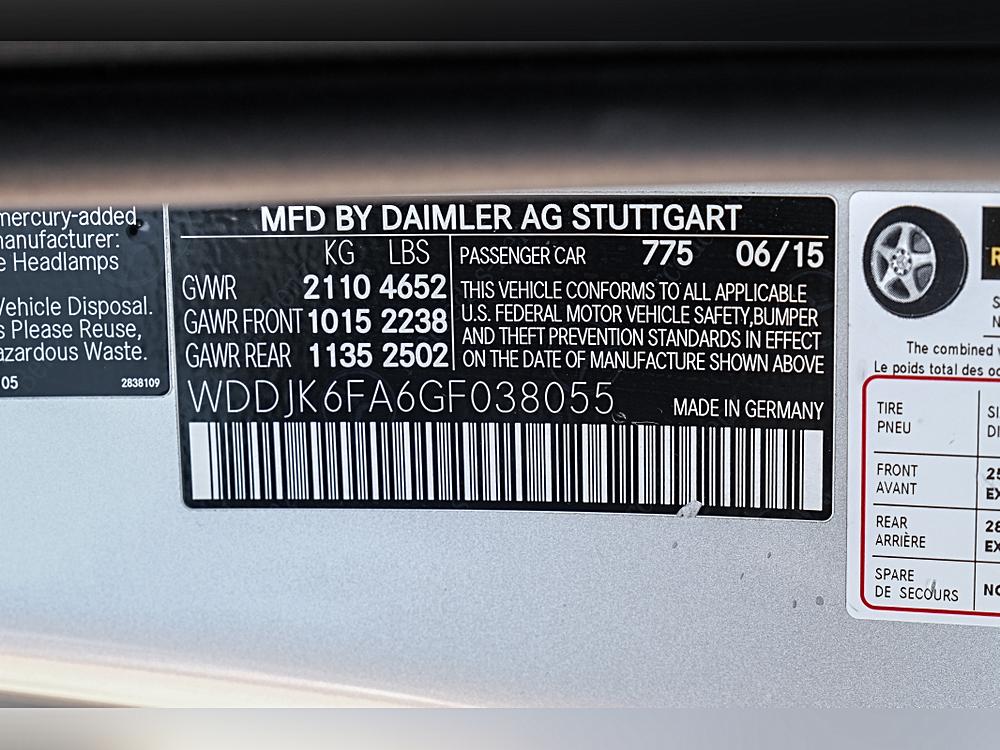 mercury-added
manufacturer:
e Headlamps
Vehicle Disposal.
s Please Reuse,
azardous Waste.
05 2838109
MFD BY DAIMLER AG STUTTGART
KG LBS
GVWR 2110 4652
GAWR FRONT 1015 2238
GAWR REAR 1135 2502
PASSENGER CAR 775 06/15
THIS VEHICLE CONFORMS TO ALL APPLICABLE
U.S. FEDERAL MOTOR VEHICLE SAFETY,BUMPER
AND THEFT PREVENTION STANDARDS IN EFFECT
ON THE DATE OF MANUFACTURE SHOWN ABOVE
WDDJK6FA6GF038055
MADE IN GERMANY
The combined
Le poids total des
TIRE
PNEU
FRONT
AVANT
REAR
ARRIÈRE
SPARE
DE SECOURS